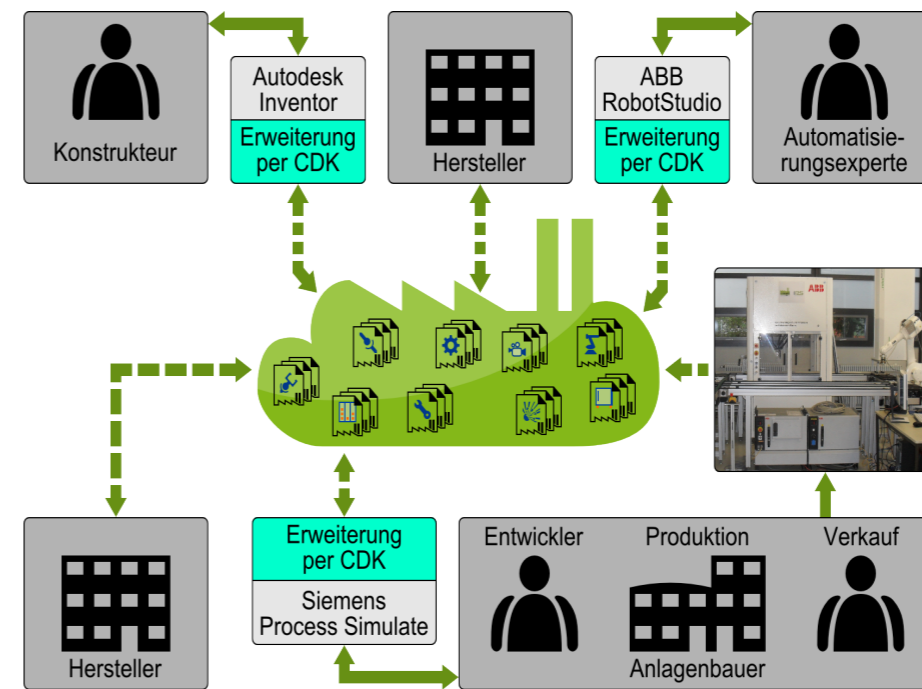 Konstrukteur
Autodesk
Inventor
Erweiterung
per CDK
Hersteller
ABB
RobotStudio
Erweiterung
per CDK
Automatisie-
rungsexperte
ABB
Hersteller
Erweiterung
per CDK
Siemens
Process Simulate
Entwickler
Produktion
Verkauf
Anlagenbauer